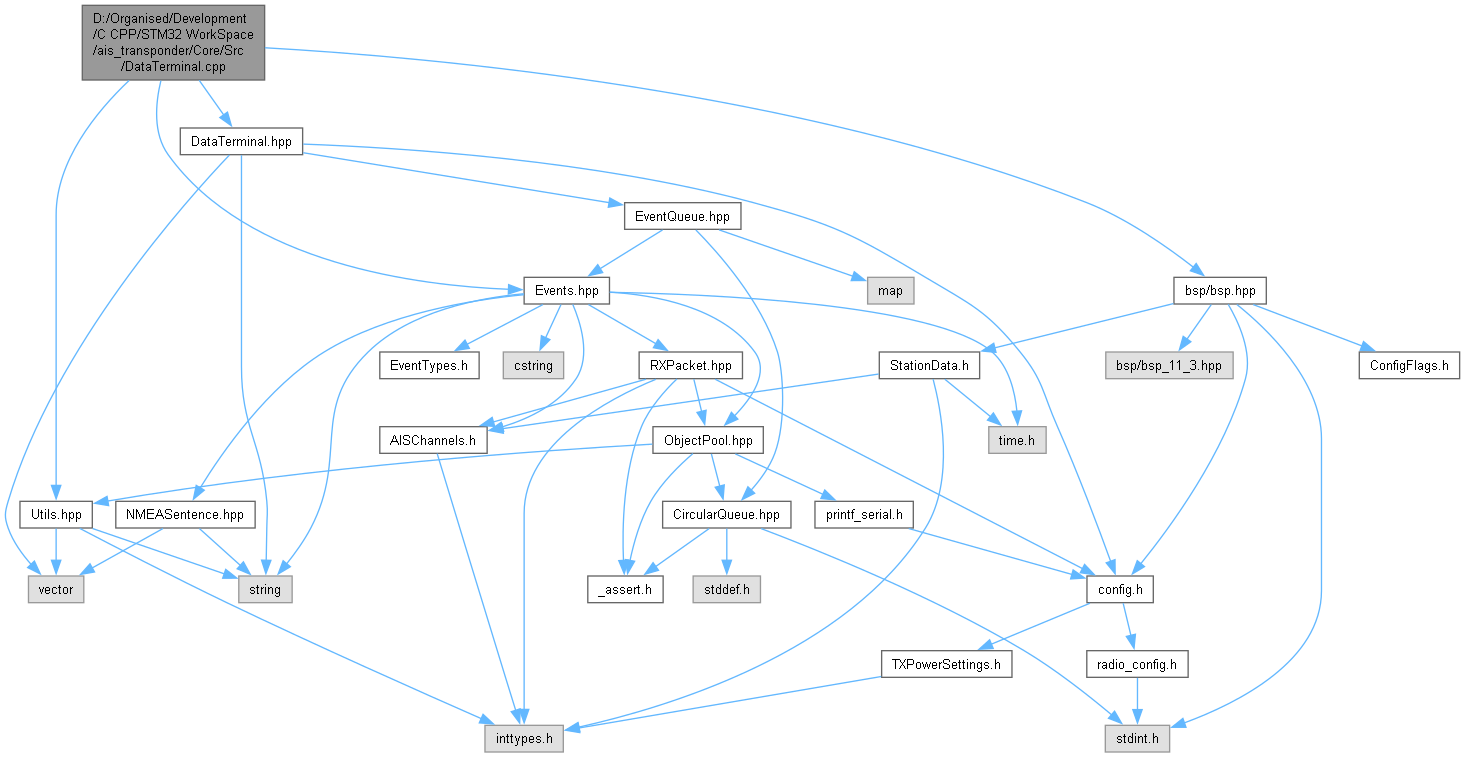 D:/Organised/Development
/C CPP/STM32 WorkSpace
/ais_transponder/Core/Src
/DataTerminal.cpp
DataTerminal.hpp
EventQueue.hpp
Events.hpp
map
bsp/bsp.hpp
EventTypes.h
cstring
RXPacket.hpp
StationData.h
bsp/bsp_11_3.hpp
ConfigFlags.h
AISChannels.h
ObjectPool.hpp
time.h
Utils.hpp
NMEASentence.hpp
CircularQueue.hpp
printf_serial.h
vector
string
_assert.h
stddef.h
config.h
TXPowerSettings.h
radio_config.h
inttypes.h
stdint.h